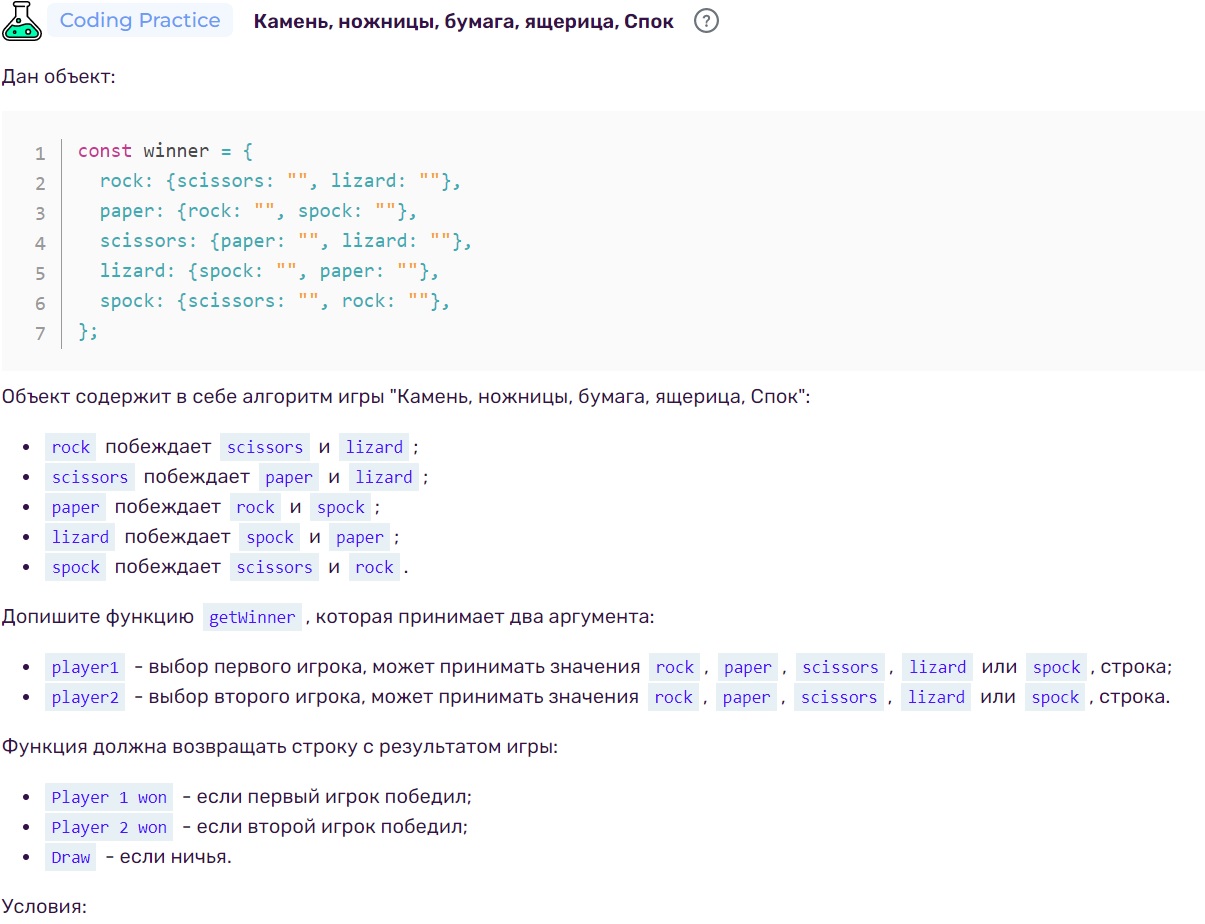 Coding Practice Камень, ножницы, бумага, ящерица, Спок ?
Дан объект:
1 const winner = {
2 rock: {scissors: "", lizard: ""},
3 paper: {rock: "", spock: ""},
4 scissors: {paper: "", lizard: ""},
5 lizard: {spock: "", paper: ""},
6 spock: {scissors: "", rock: ""},
7 };
Объект содержит в себе алгоритм игры "Камень, ножницы, бумага, ящерица, Спок":
• rock побеждает scissors и lizard ;
• scissors побеждает paper и lizard ;
• paper побеждает rock и spock ;
• lizard побеждает spock и paper ;
• spock побеждает scissors и rock .
Допишите функцию getWinner , которая принимает два аргумента:
• player1 - выбор первого игрока, может принимать значения rock , paper , scissors , lizard или spock , строка;
• player2 - выбор второго игрока, может принимать значения rock , paper , scissors , lizard или spock , строка.
Функция должна возвращать строку с результатом игры:
• Player 1 won - если первый игрок победил;
• Player 2 won - если второй игрок победил;
• Draw - если ничья.
Условия: